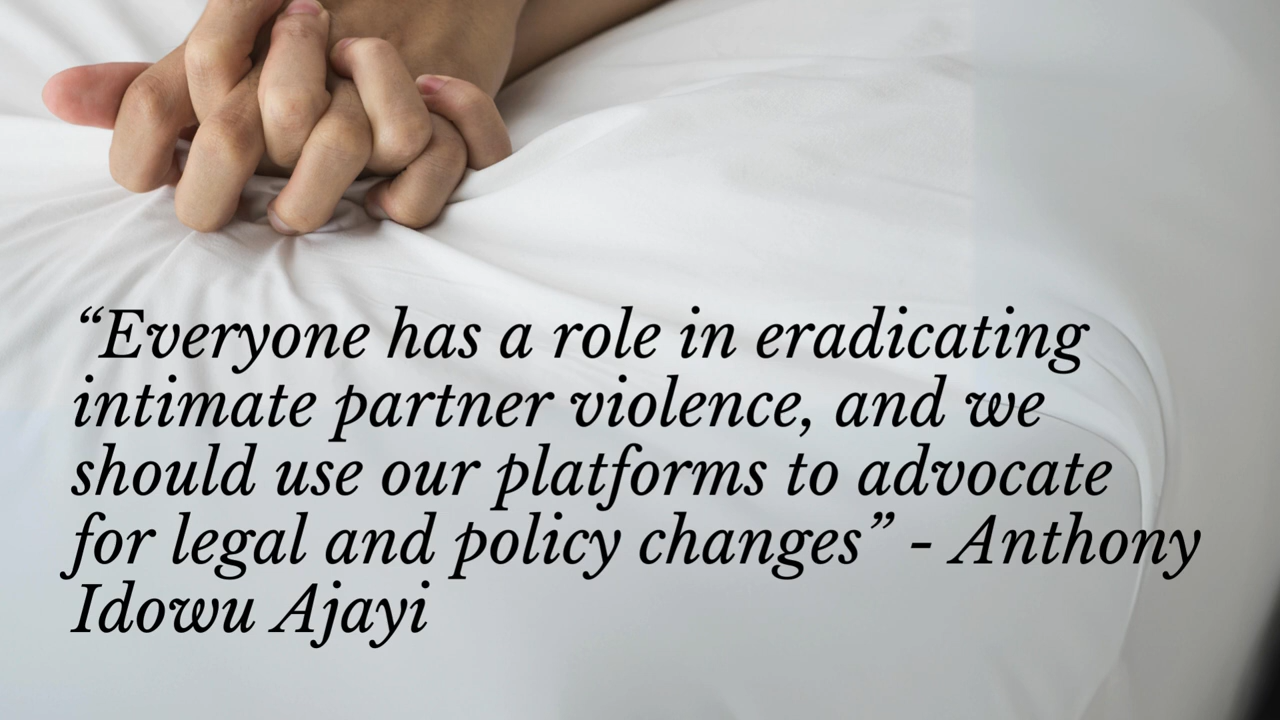 “Everyone has a role in eradicating
intimate partner violence, and we
should use our platforms to advocate
for legal and policy changes” - Anthony
Idowu Ajayi